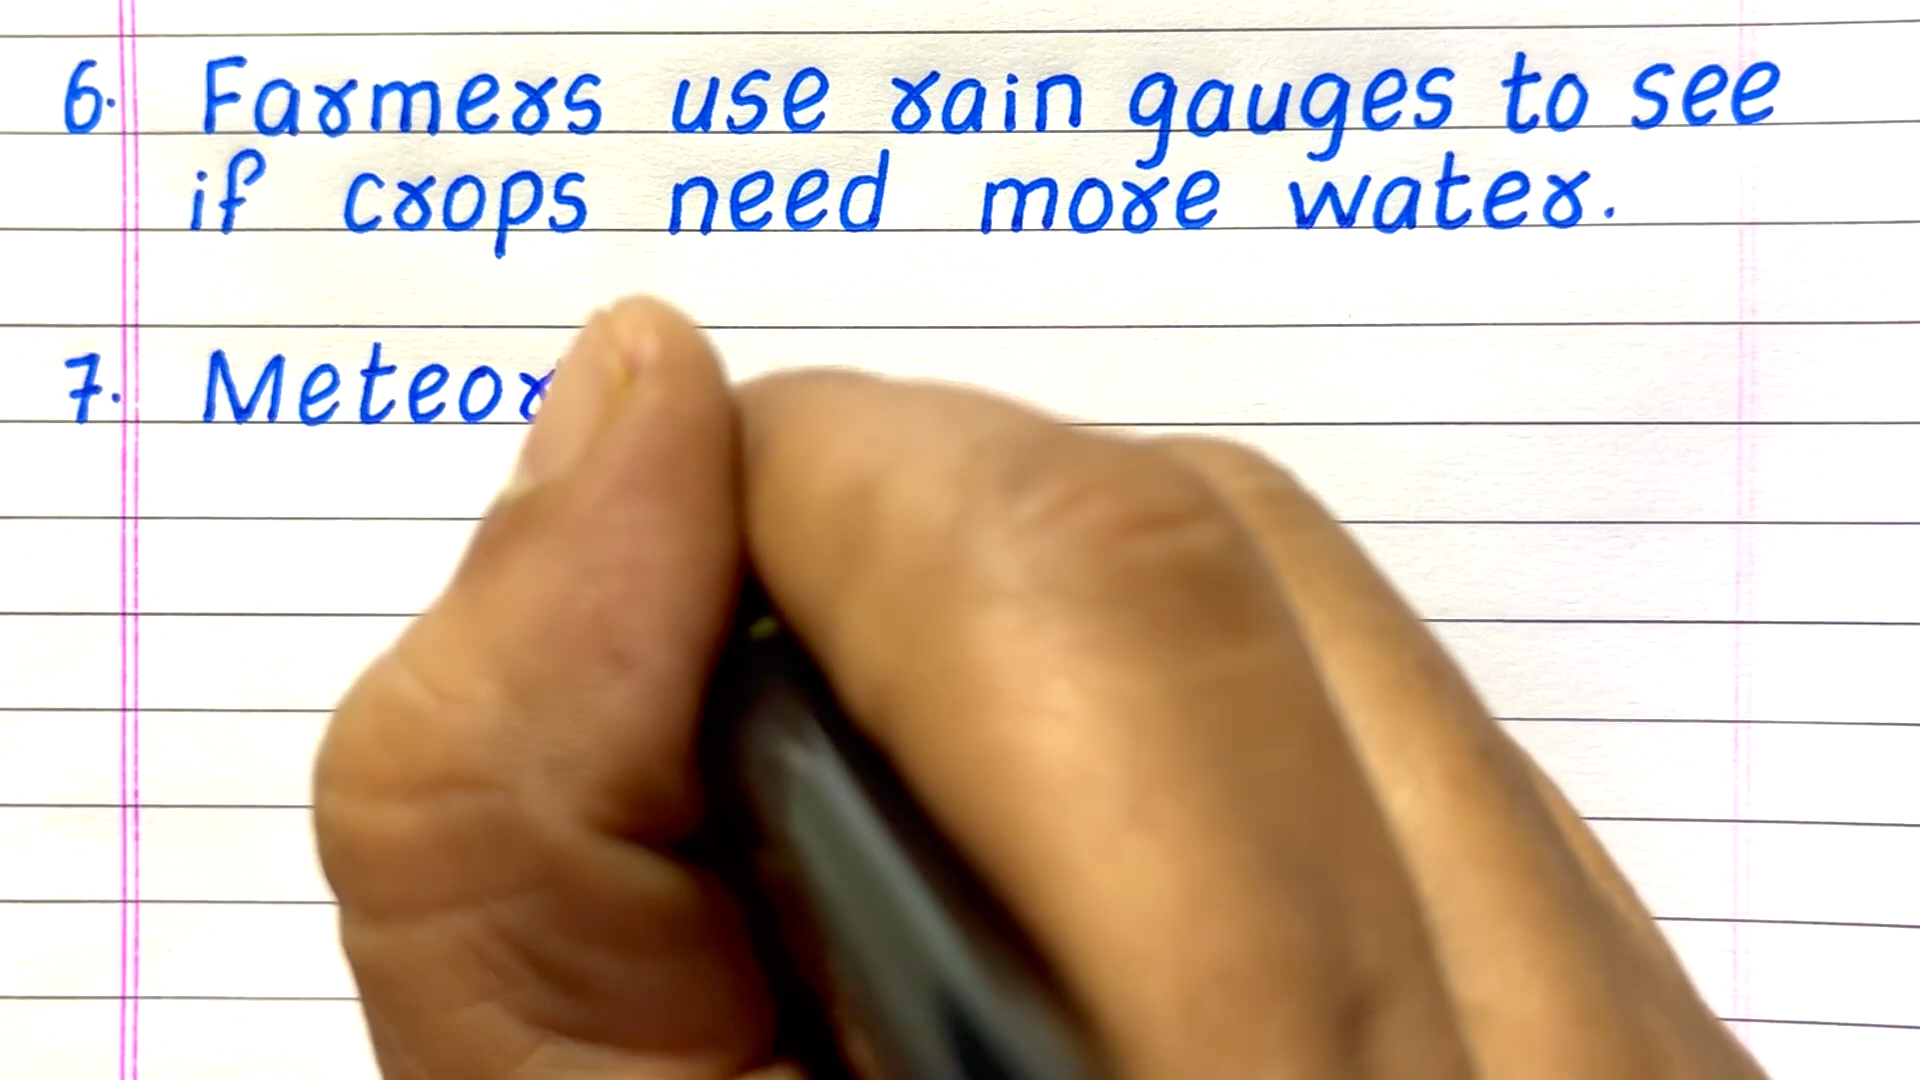 6. Farmers use rain gauges to see
if crops need more water.
7. Meteor